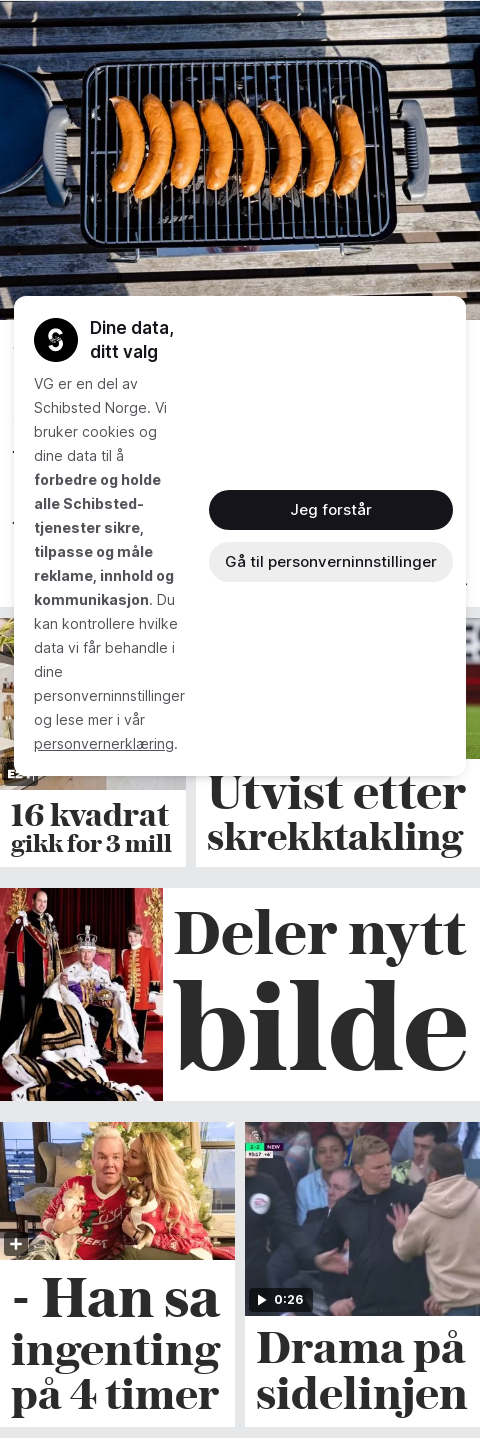 Dine data,
ditt valg
VG er en del av
Schibsted Norge. Vi
bruker cookies og
dine data til å
forbedre og holde
alle Schibsted-
tjenester sikre,
tilpasse og måle
reklame, innhold og
kommunikasjon. Du
kan kontrollere hvilke
data vi får behandle i
dine
personverninnstillinger
og lese mer i vår
personvernerklæring.
Jeg forstår
Gå til personverninnstillinger
16 kvadrat
gikk for 3 mill
Utvist etter
skrekktakling
Deler nytt
bilde
- Han sa
ingenting
på 4 timer
NEW
0:26
Drama på
sidelinjen